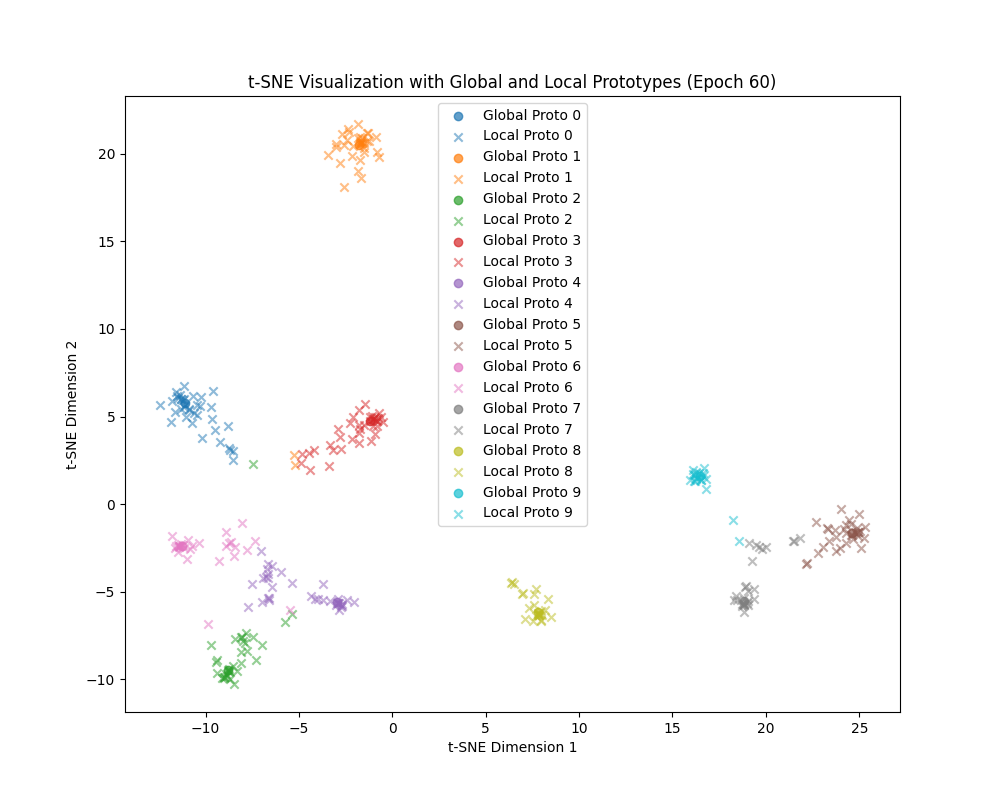 t-SNE Visualization with Global and Local Prototypes (Epoch 60)
Global Proto 0
Local Proto 0
Global Proto 1
Local Proto 1
Global Proto 2
Local Proto 2
Global Proto 3
Local Proto 3
Global Proto 4
Local Proto 4
Global Proto 5
Local Proto 5
Global Proto 6
Local Proto 6
Global Proto 7
Local Proto 7
Global Proto 8
Local Proto 8
Global Proto 9
Local Proto 9
t-SNE Dimension 2
20
15
10
5
0
−5
−10
−10 −5 0 5 10 15 20 25
t-SNE Dimension 1